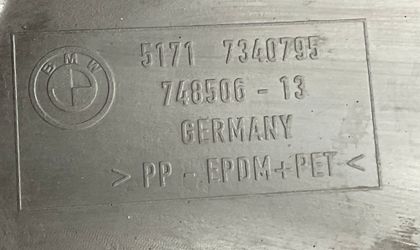 BMW
5171 7340795
748506 - 13
GERMANY
> PP - EPDM+PET <